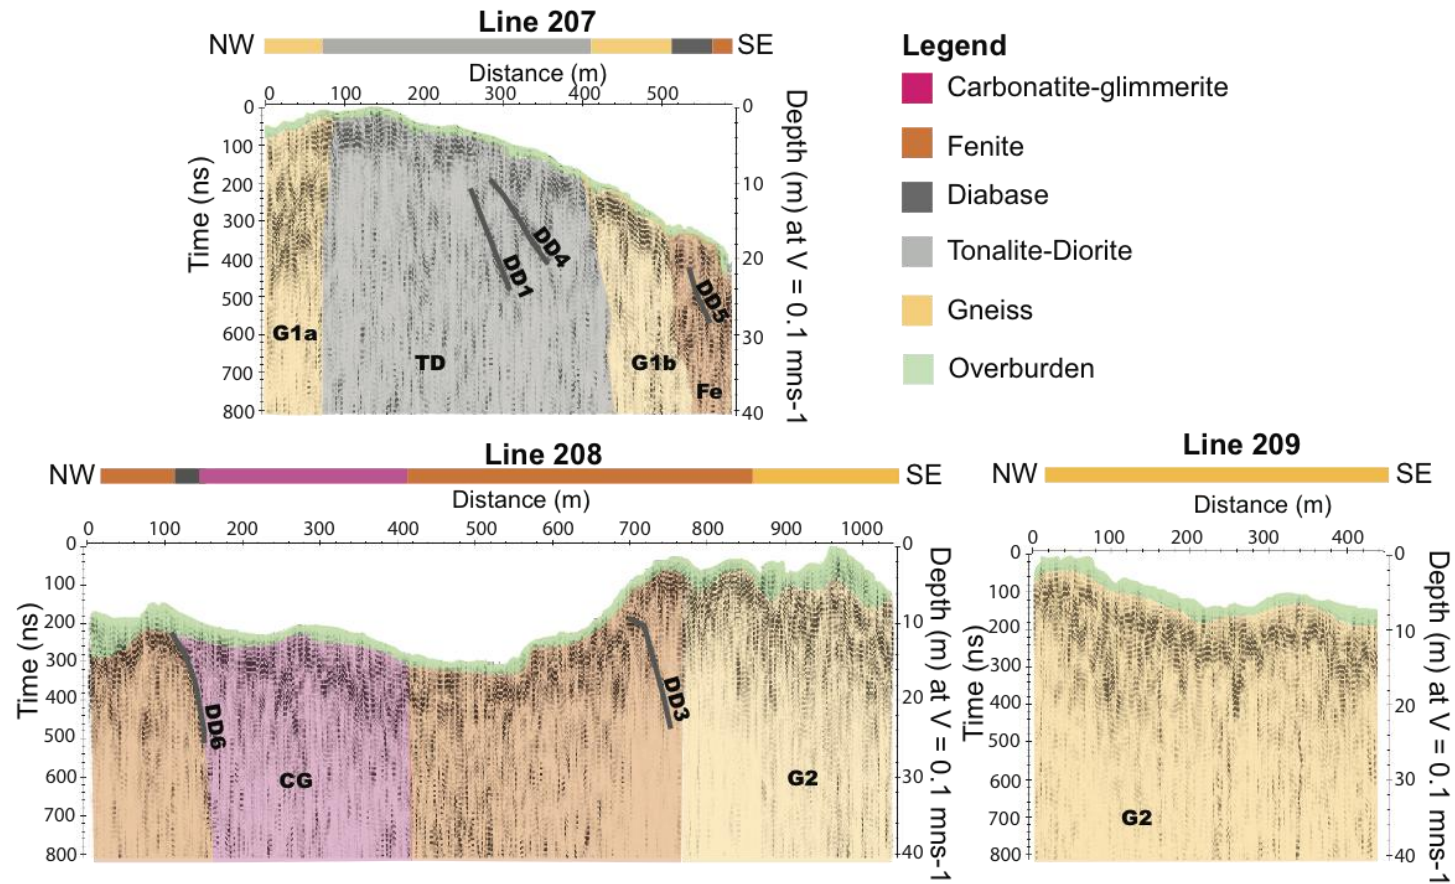 Line 207
NW SE
Distance (m)
0 100 200 300 400 500
Time (ns)
0
100
200
300
400
500
600
700
800
0
10
20
30
40
Depth (m) at V = 0.1 mns-1
G1a
TD
DD1
DD4
G1b
DD5
Fe
Legend
Carbonatite-glimmerite
Fenite
Diabase
Tonalite-Diorite
Gneiss
Overburden
Line 208
NW SE
Distance (m)
0 100 200 300 400 500 600 700 800 900 1000
Time (ns)
0
100
200
300
400
500
600
700
800
0
10
20
30
40
Depth (m) at V = 0.1 mns-1
DD6
CG
DD3
G2
Line 209
NW SE
Distance (m)
0 100 200 300 400
Time (ns)
0
100
200
300
400
500
600
700
800
0
10
20
30
40
Depth (m) at V = 0.1 mns-1
G2